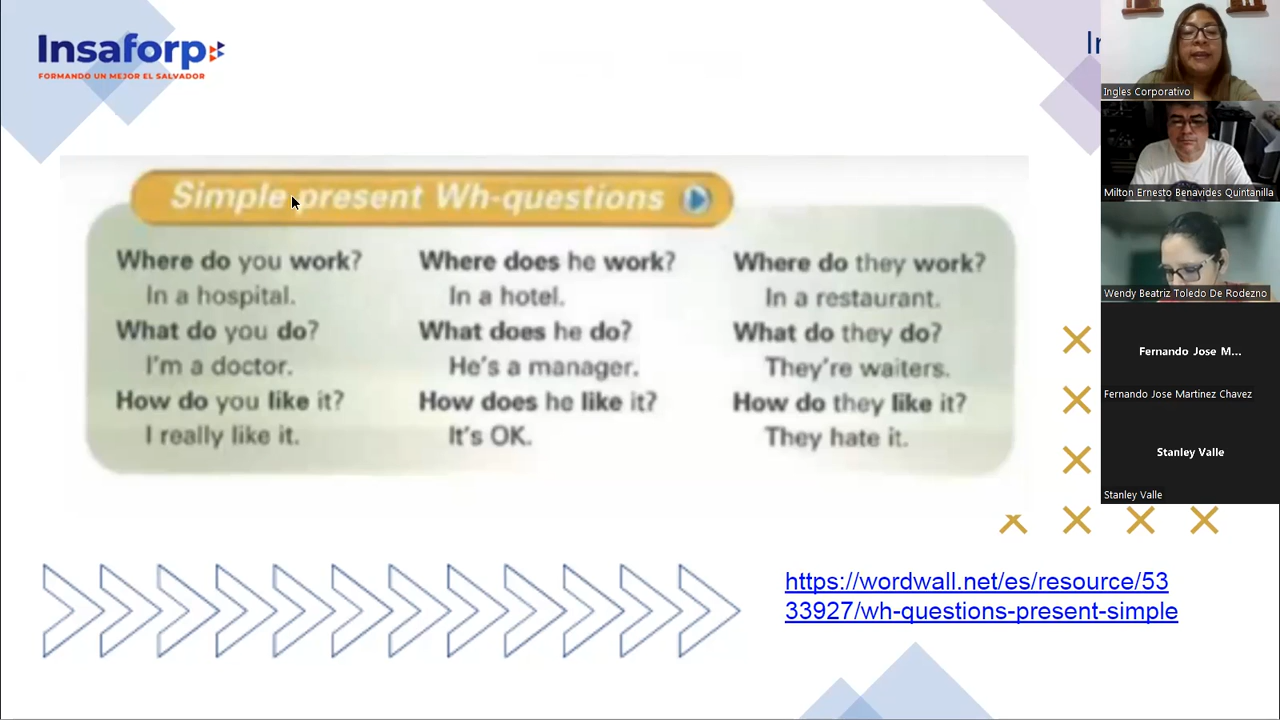 Insaforp
FORMANDO UN MEJOR EL SALVADOR
Simple present Wh-questions
Where do you work?
In a hospital.
What do you do?
I'm a doctor.
How do you like it?
I really like it.
Where does he work?
In a hotel.
What does he do?
He's a manager.
How does he like it?
It's OK.
Where do they work?
In a restaurant.
What do they do?
They're waiters.
How do they like it?
They hate it.
https://wordwall.net/es/resource/53
33927/wh-questions-present-simple
Ingles Corporativo
Milton Ernesto Benavides Quintanilla
Wendy Beatriz Toledo De Rodezno
Fernando Jose M...
Fernando Jose Martinez Chavez
Stanley Valle
Stanley Valle